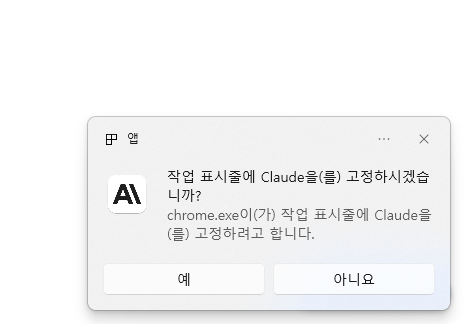 앱
작업 표시줄에 Claude을(를) 고정하시겠습
니까?
chrome.exe이(가) 작업 표시줄에 Claude을
(를) 고정하려고 합니다.
예
아니요